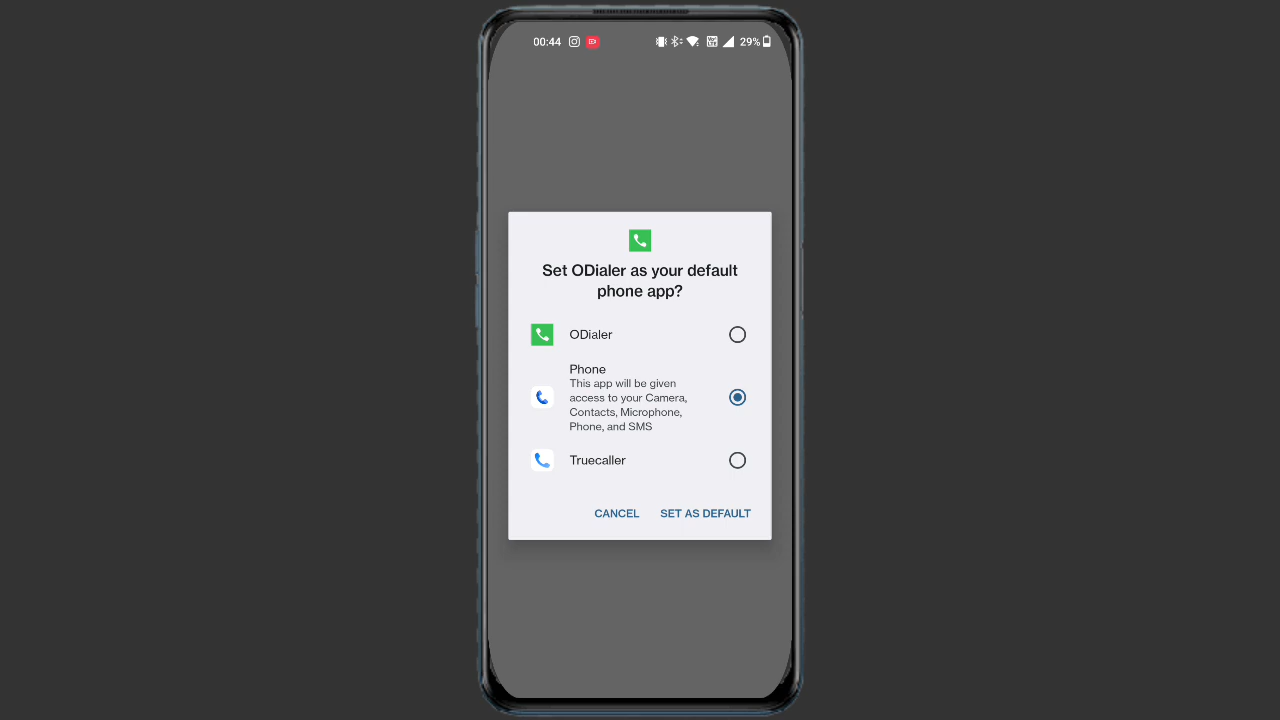 00:44
29%
Set ODialer as your default
phone app?
ODialer
Phone
This app will be given
access to your Camera,
Contacts, Microphone,
Phone, and SMS
Truecaller
CANCEL SET AS DEFAULT